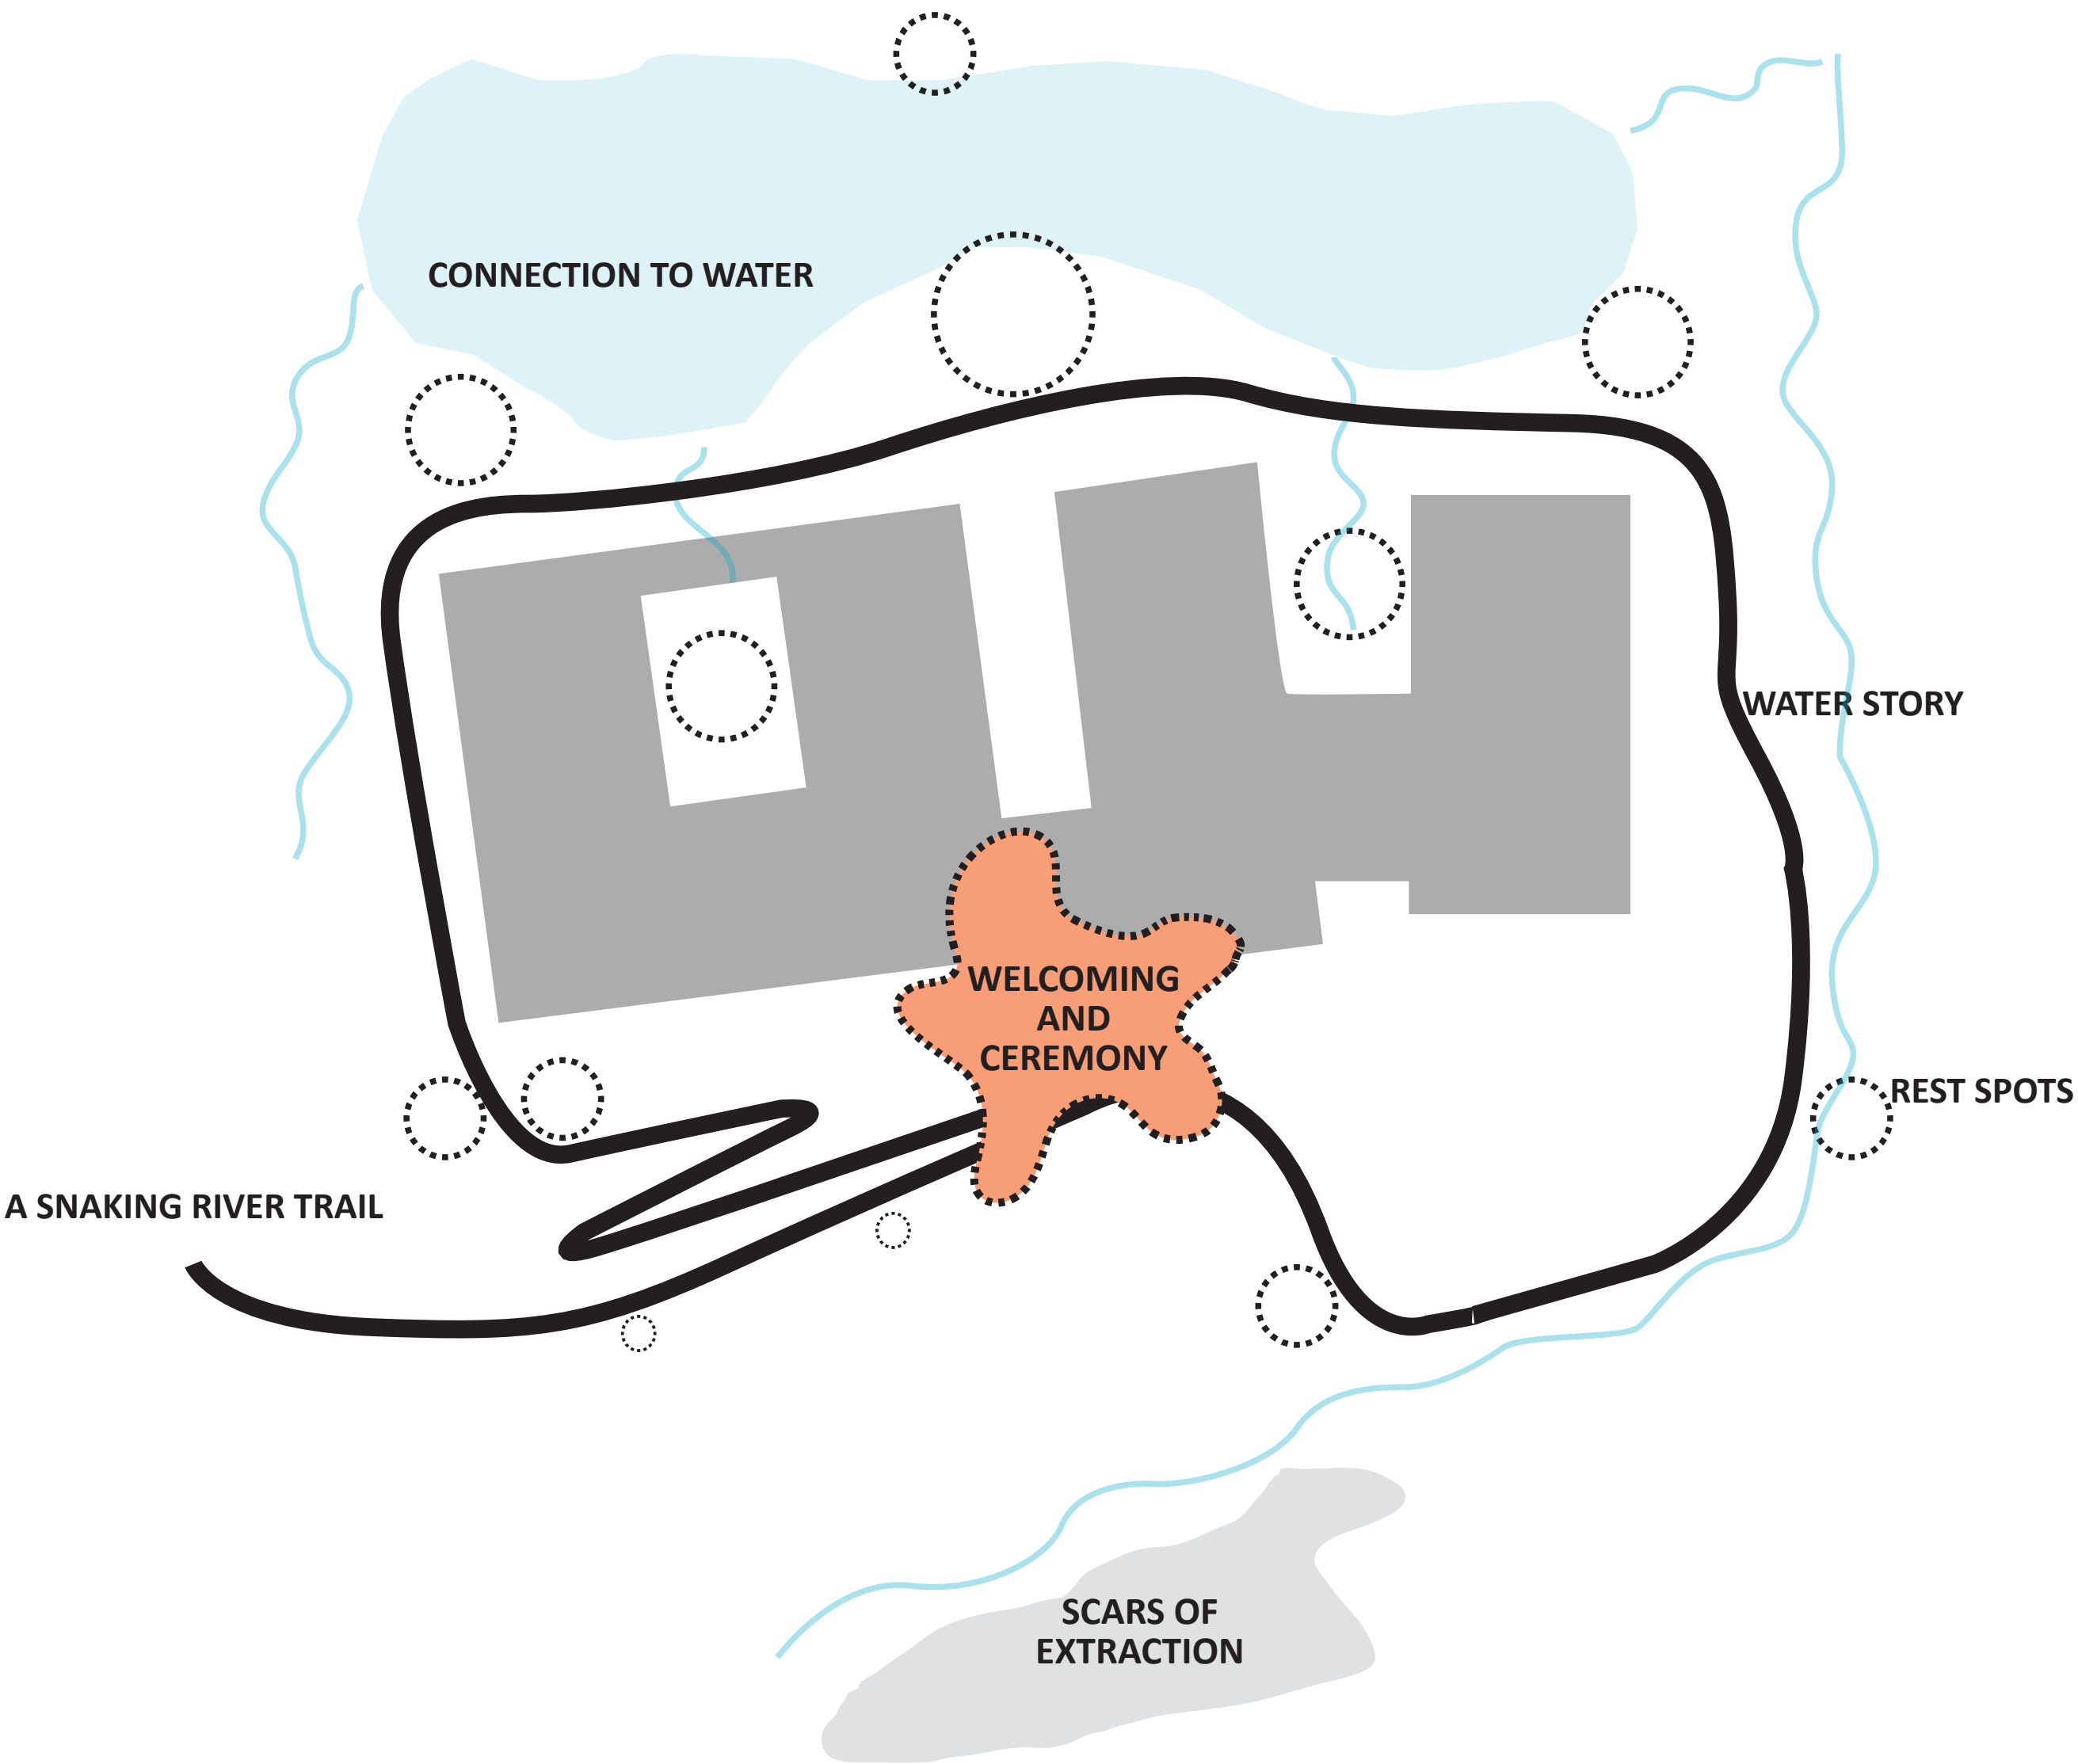 CONNECTION TO WATER
WATER STORY
WELCOMING
AND
CEREMONY
REST SPOTS
A SNAKING RIVER TRAIL
SCARS OF
EXTRACTION